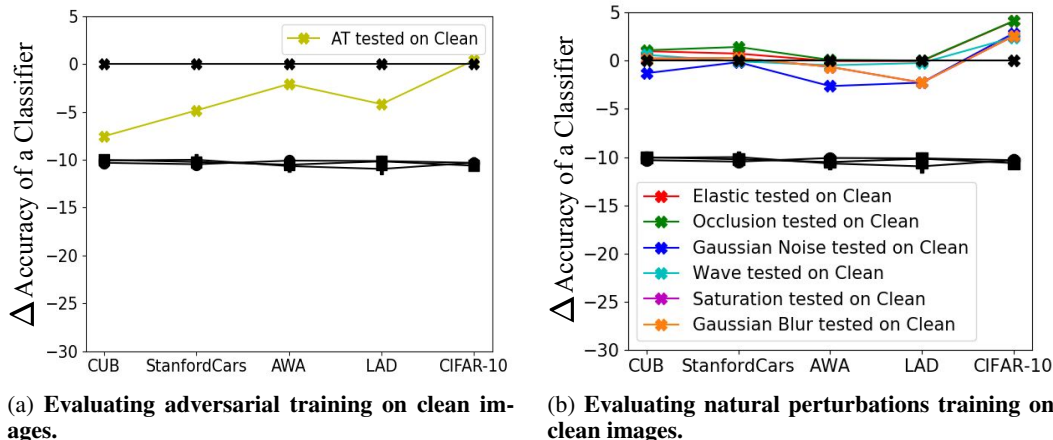 5
0
−5
−10
−15
−20
−25
−30
Δ Accuracy of a Classifier
AT tested on Clean
CUB StanfordCars AWA LAD CIFAR-10
(a) Evaluating adversarial training on clean im-
ages.
5
0
−5
−10
−15
−20
−25
−30
Δ Accuracy of a Classifier
Elastic tested on Clean
Occlusion tested on Clean
Gaussian Noise tested on Clean
Wave tested on Clean
Saturation tested on Clean
Gaussian Blur tested on Clean
CUB StanfordCars AWA LAD CIFAR-10
(b) Evaluating natural perturbations training on
clean images.